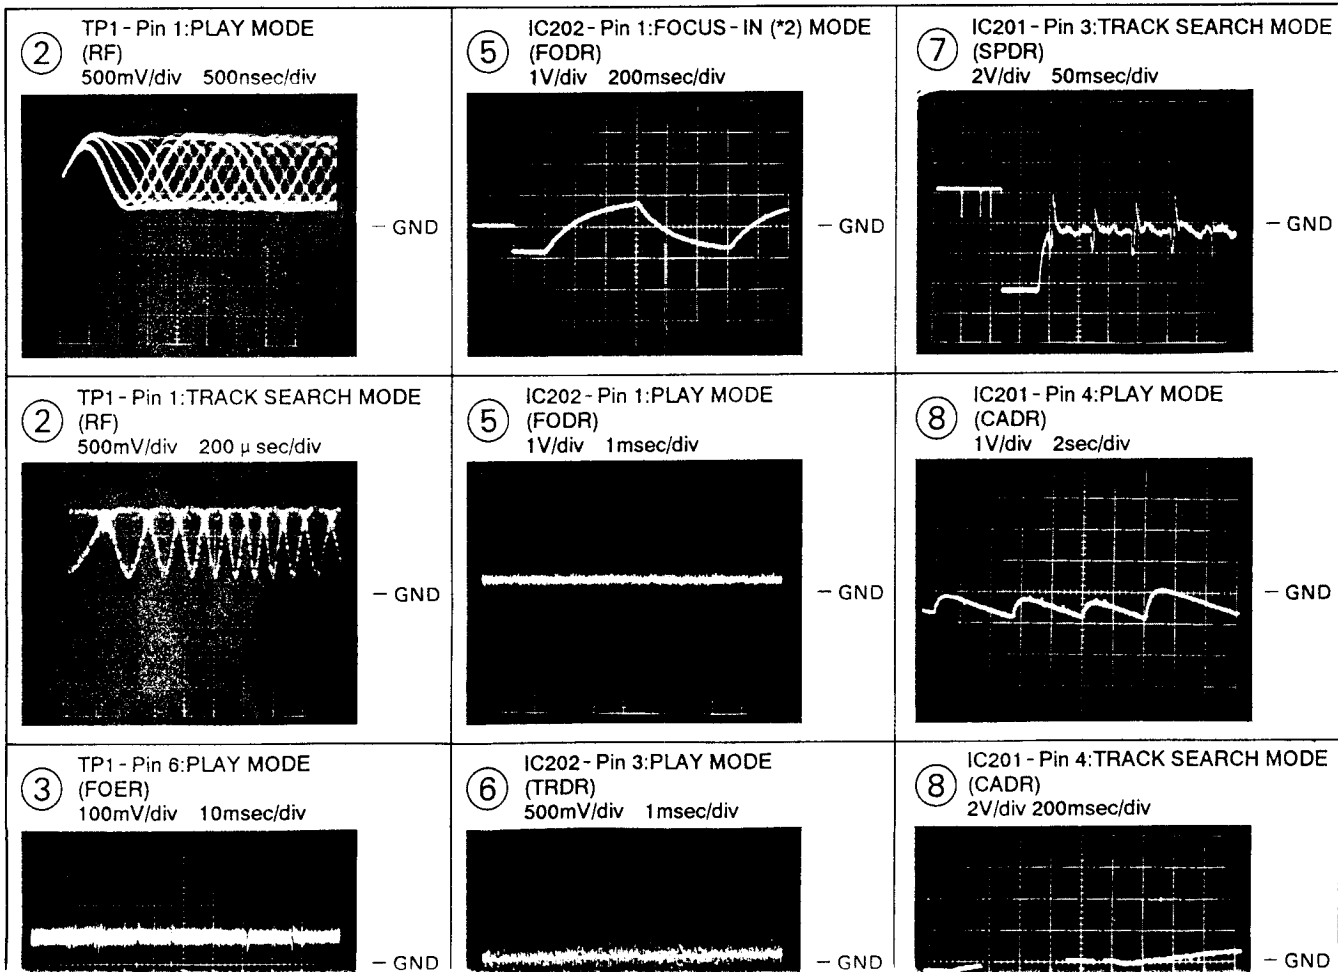 2 TP1-Pin 1:PLAY MODE
(RF)
500mV/div 500nsec/div
- GND
5 IC202-Pin 1:FOCUS-IN (*2) MODE
(FODR)
1V/div 200msec/div
- GND
7 IC201-Pin 3:TRACK SEARCH MODE
(SPDR)
2V/div 50msec/div
- GND
2 TP1-Pin 1:TRACK SEARCH MODE
(RF)
500mV/div 200 μ sec/div
- GND
5 IC202-Pin 1:PLAY MODE
(FODR)
1V/div 1msec/div
- GND
8 IC201-Pin 4:PLAY MODE
(CADR)
1V/div 2sec/div
- GND
3 TP1-Pin 6:PLAY MODE
(FOER)
100mV/div 10msec/div
- GND
6 IC202-Pin 3:PLAY MODE
(TRDR)
500mV/div 1msec/div
- GND
8 IC201-Pin 4:TRACK SEARCH MODE
(CADR)
2V/div 200msec/div
- GND